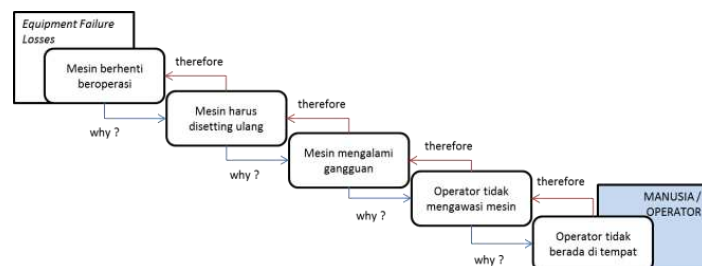 Equipment Failure
Losses
Mesin berhenti
beroperasi
therefore
why ?
Mesin harus
disetting ulang
therefore
why ?
Mesin mengalami
gangguan
therefore
why ?
Operator tidak
mengawasi mesin
therefore
why ?
MANUSIA /
OPERATOR
Operator tidak
berada di tempat